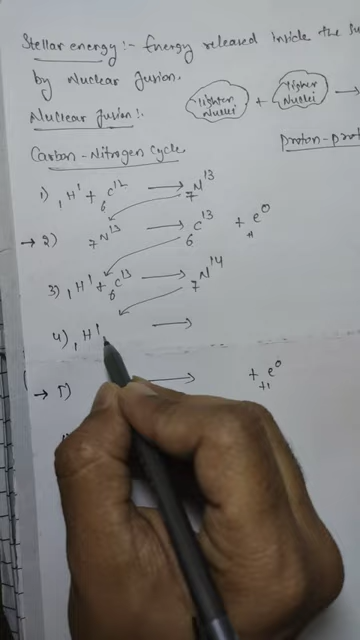 Stellar energy :- Energy released inside the
by Nuclear fusion.
Nuclear fusion :- lighter Nuclei + lighter Nuclei →
Carbon-Nitrogen cycle
Proton-prot
1) ₁H¹ + ₆C¹² → ₇N¹³
→ 2) ₇N¹³ → ₆C¹³ + ₊₁e⁰
3) ₁H¹ + ₆C¹³ → ₇N¹⁴
4) ₁H¹ →
→ 5) → + ₊₁e⁰